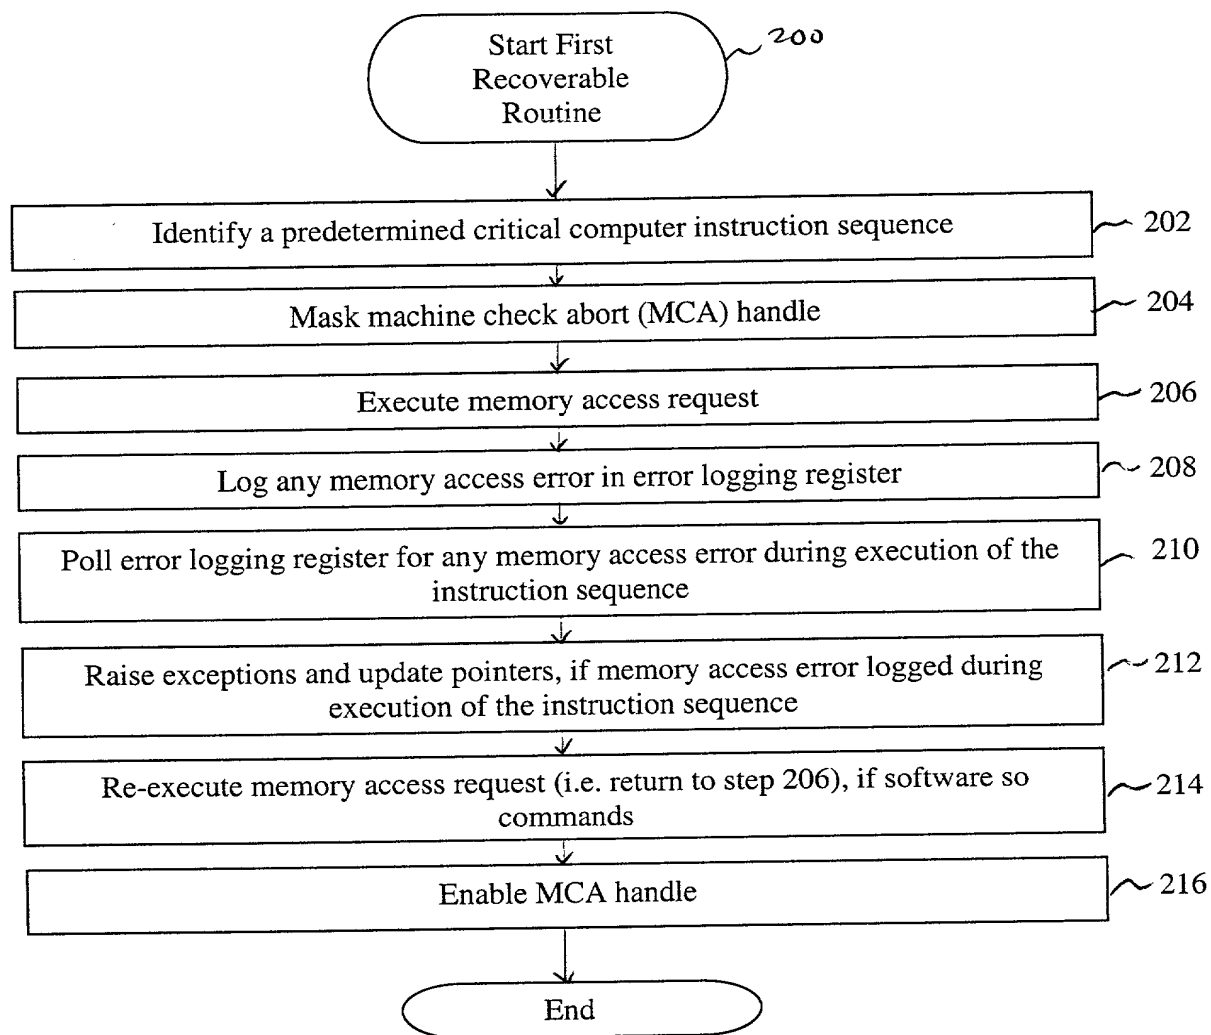 Start First
Recoverable
Routine
200
Identify a predetermined critical computer instruction sequence
202
Mask machine check abort (MCA) handle
204
Execute memory access request
206
Log any memory access error in error logging register
208
Poll error logging register for any memory access error during execution of the
instruction sequence
210
Raise exceptions and update pointers, if memory access error logged during
execution of the instruction sequence
212
Re-execute memory access request (i.e. return to step 206), if software so
commands
214
Enable MCA handle
216
End